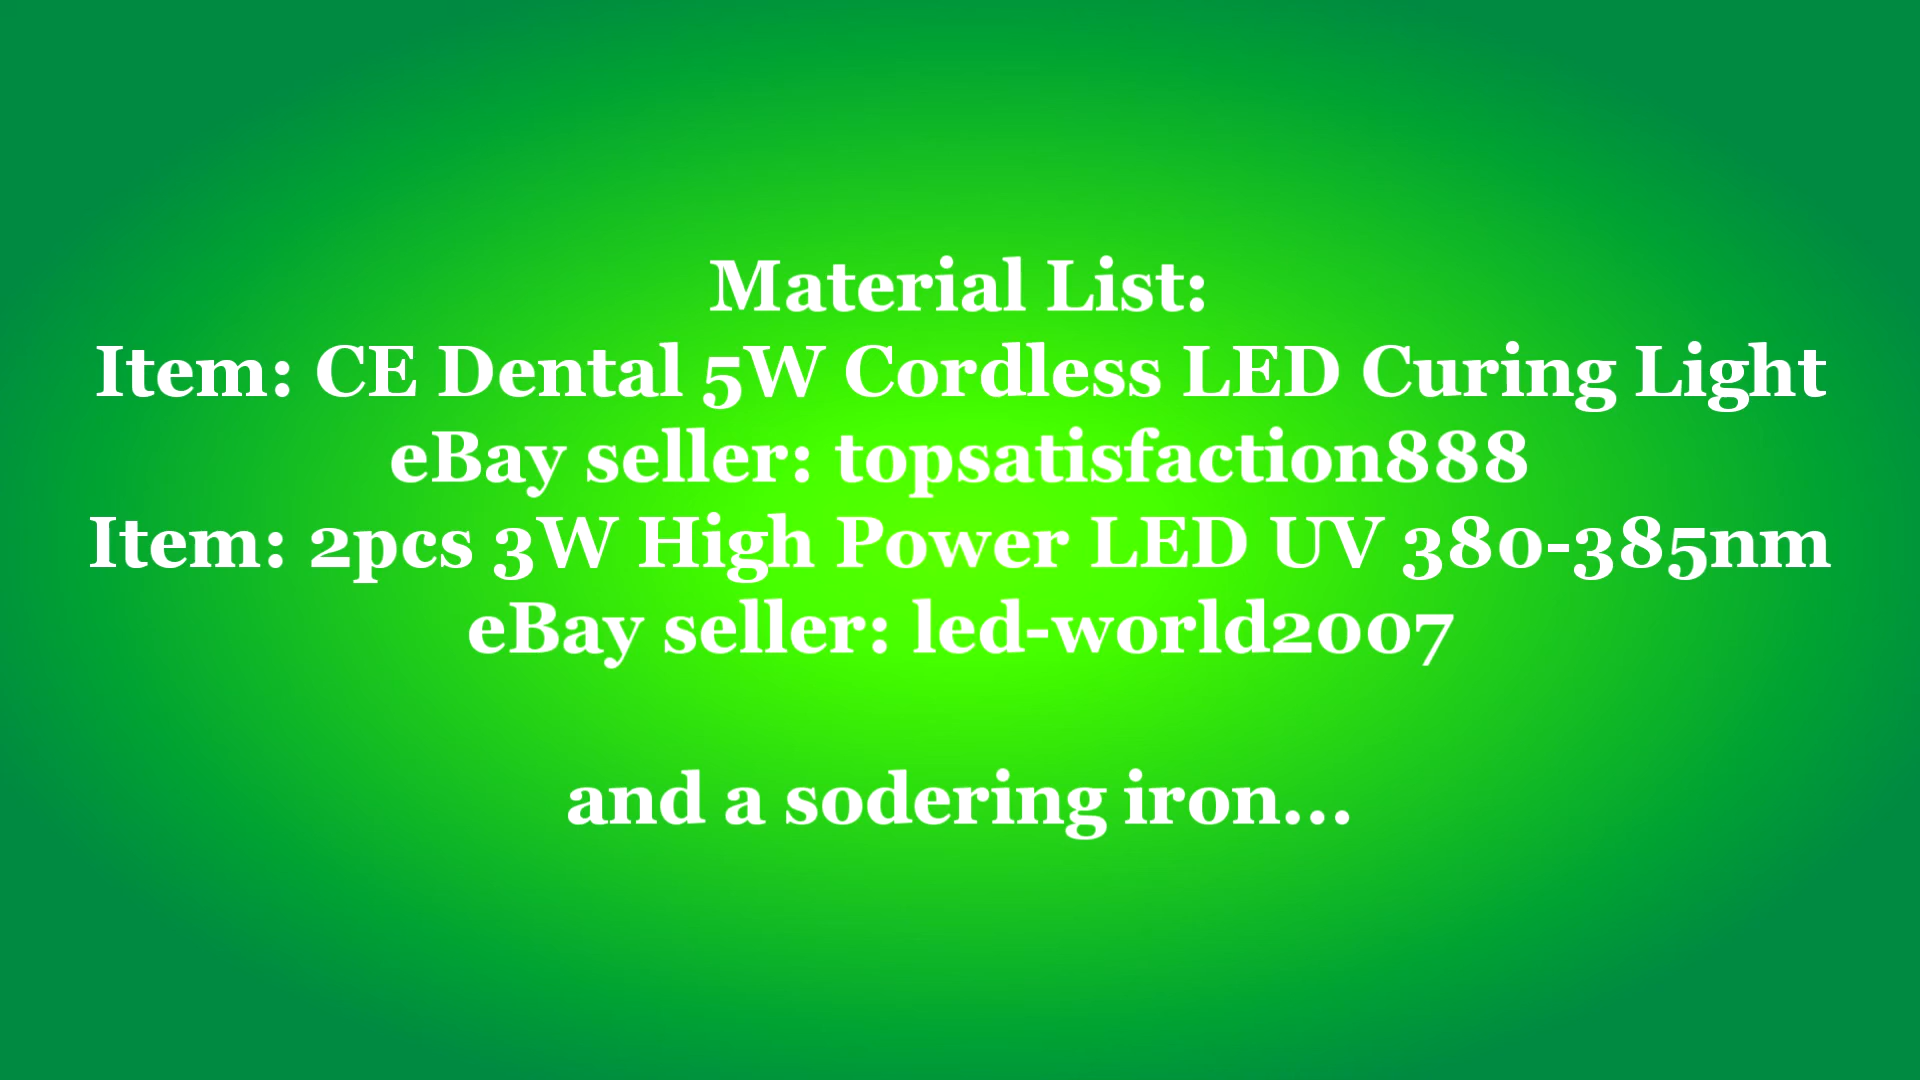 Material List:
Item: CE Dental 5W Cordless LED Curing Light
eBay seller: topsatisfaction888
Item: 2pcs 3W High Power LED UV 380-385nm
eBay seller: led-world2007
and a sodering iron...